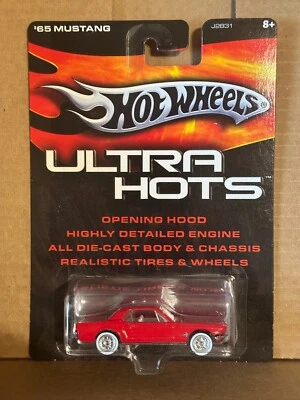 '65 MUSTANG
J2831
8+
HOT WHEELS
ULTRA
HOTS™
OPENING HOOD
HIGHLY DETAILED ENGINE
ALL DIE-CAST BODY & CHASSIS
REALISTIC TIRES & WHEELS